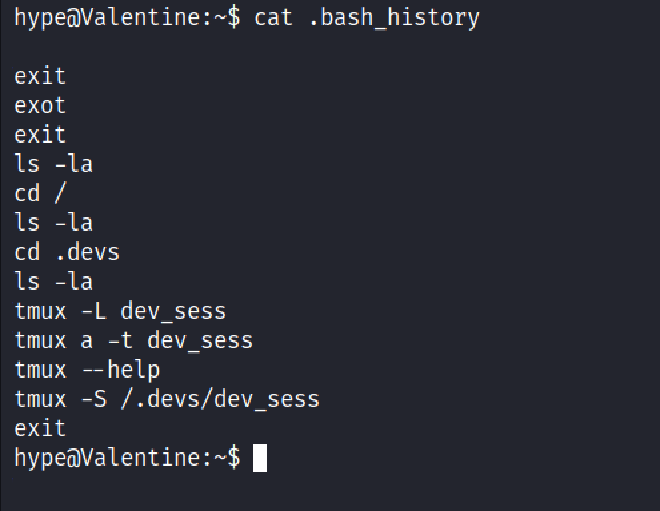 hype@Valentine:~$ cat .bash_history
exit
exot
exit
ls -la
cd /
ls -la
cd .devs
ls -la
tmux -L dev_sess
tmux a -t dev_sess
tmux --help
tmux -S /.devs/dev_sess
exit
hype@Valentine:~$